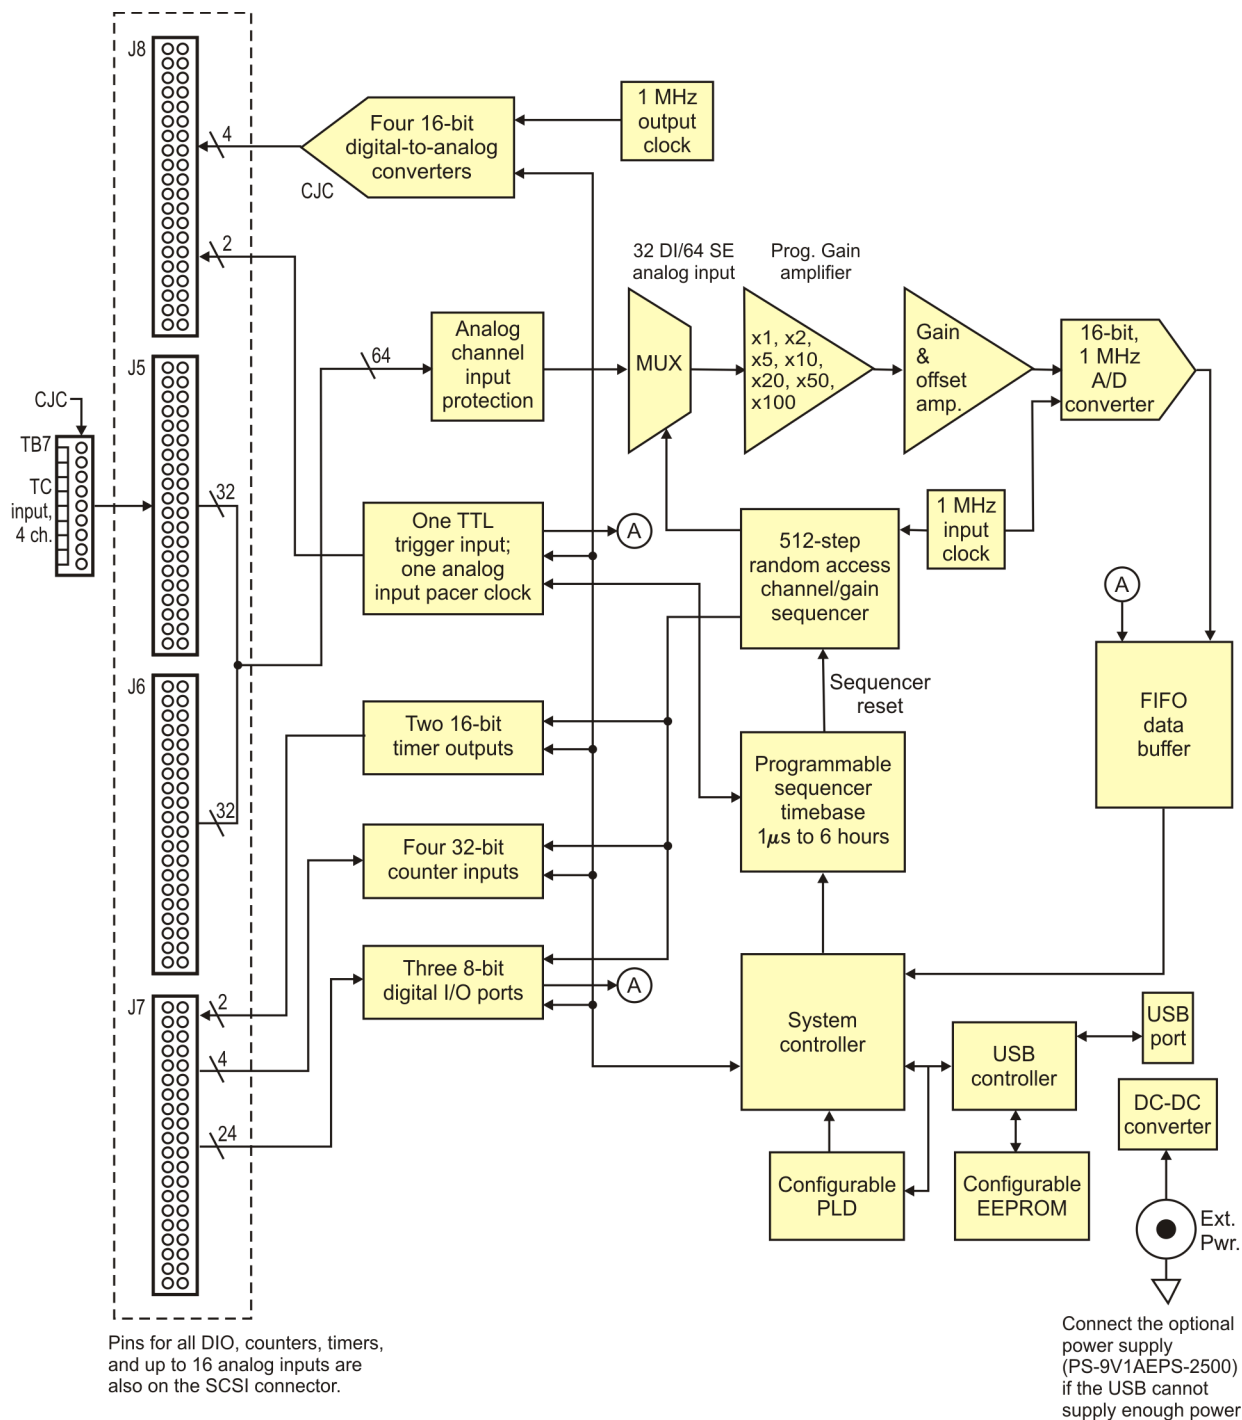 J8
4
Four 16-bit
digital-to-analog
converters
CJC
1 MHz
output
clock
2
32 DI/64 SE
analog input
Prog. Gain
amplifier
J5
64
Analog
channel
input
protection
MUX
x1, x2,
x5, x10,
x20, x50,
x100
Gain
&
offset
amp.
16-bit,
1 MHz
A/D
converter
CJC
TB7
TC
input,
4 ch.
32
One TTL
trigger input;
one analog
input pacer clock
A
512-step
random access
channel/gain
sequencer
1 MHz
input
clock
A
J6
Sequencer
reset
FIFO
data
buffer
Two 16-bit
timer outputs
Programmable
sequencer
timebase
1µs to 6 hours
32
Four 32-bit
counter inputs
Three 8-bit
digital I/O ports
A
J7
2
4
24
System
controller
USB
controller
USB
port
DC-DC
converter
Configurable
PLD
Configurable
EEPROM
Ext.
Pwr.
Pins for all DIO, counters, timers,
and up to 16 analog inputs are
also on the SCSI connector.
Connect the optional
power supply
(PS-9V1AEPS-2500)
if the USB cannot
supply enough power